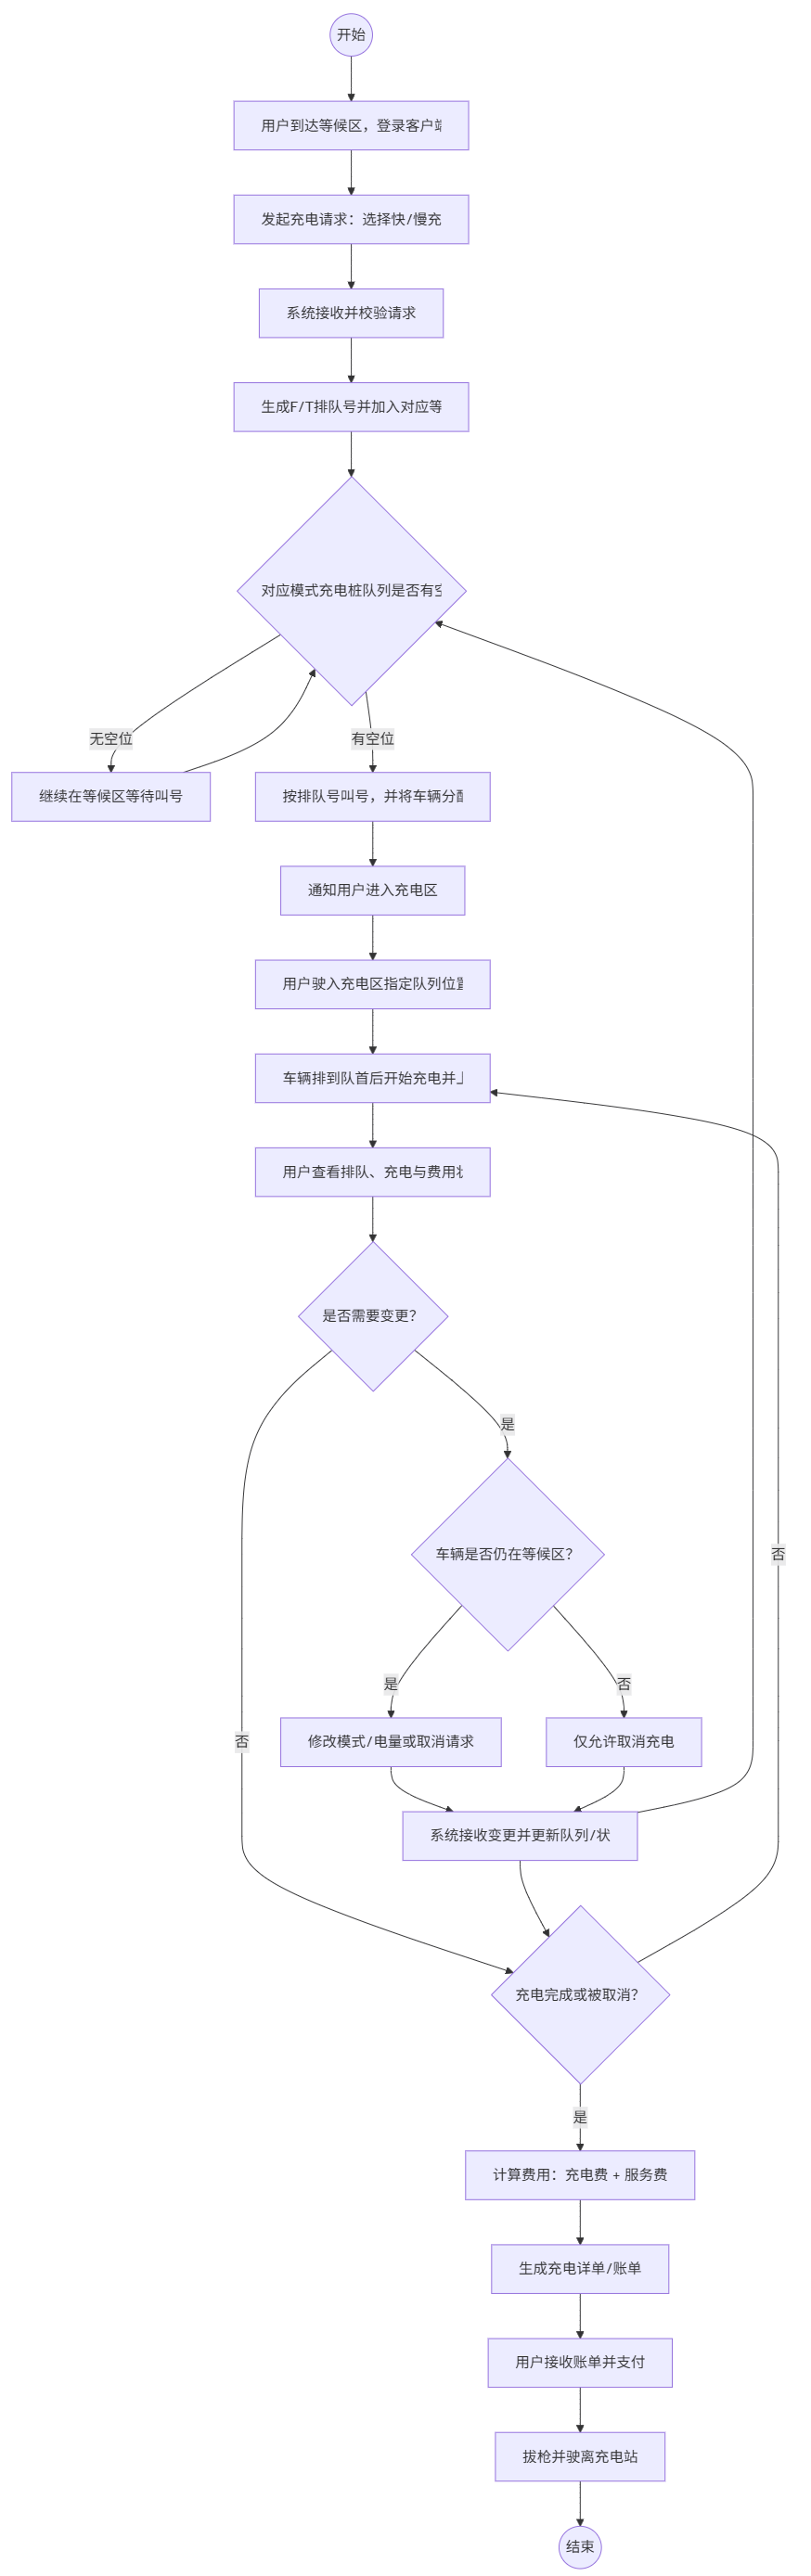 开始
用户到达等候区，登录客户端
发起充电请求：选择快/慢充
系统接收并校验请求
生成F/T排队号并加入对应等
对应模式充电桩队列是否有空
无空位
有空位
继续在等候区等待叫号
按排队号叫号，并将车辆分配
通知用户进入充电区
用户驶入充电区指定队列位置
车辆排到队首后开始充电并
用户查看排队、充电与费用状
是否需要变更？
是
车辆是否仍在等候区？
否
是
否
否
修改模式/电量或取消请求
仅允许取消充电
系统接收变更并更新队列/状
充电完成或被取消？
是
计算费用：充电费 + 服务费
生成充电详单/账单
用户接收账单并支付
拔枪并驶离充电站
结束